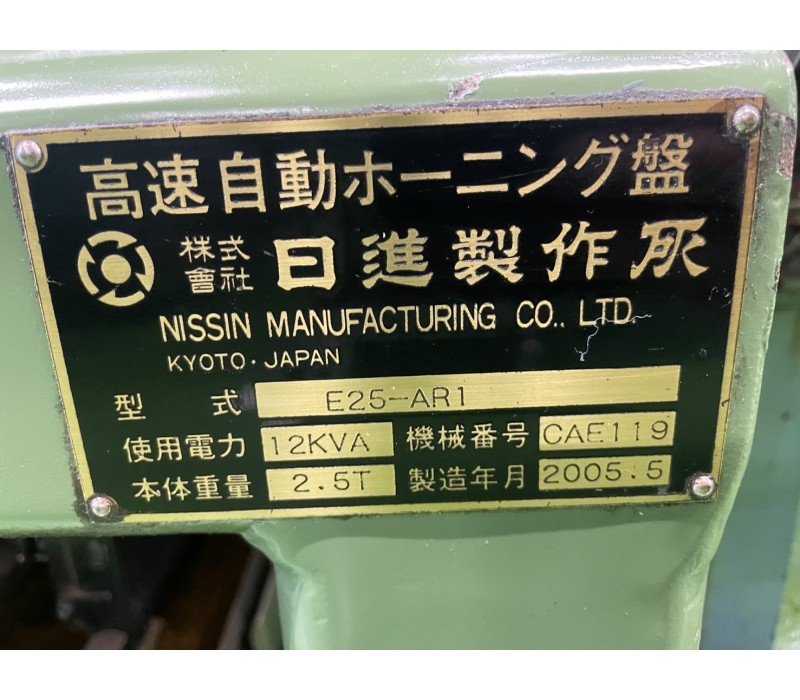 高速自動ホーニング盤
株式會社 日進製作所
NISSIN MANUFACTURING CO., LTD.
KYOTO・JAPAN
型式 E25-AR1
使用電力 12KVA 機械番号 CAE119
本体重量 2.5T 製造年月 2005.5